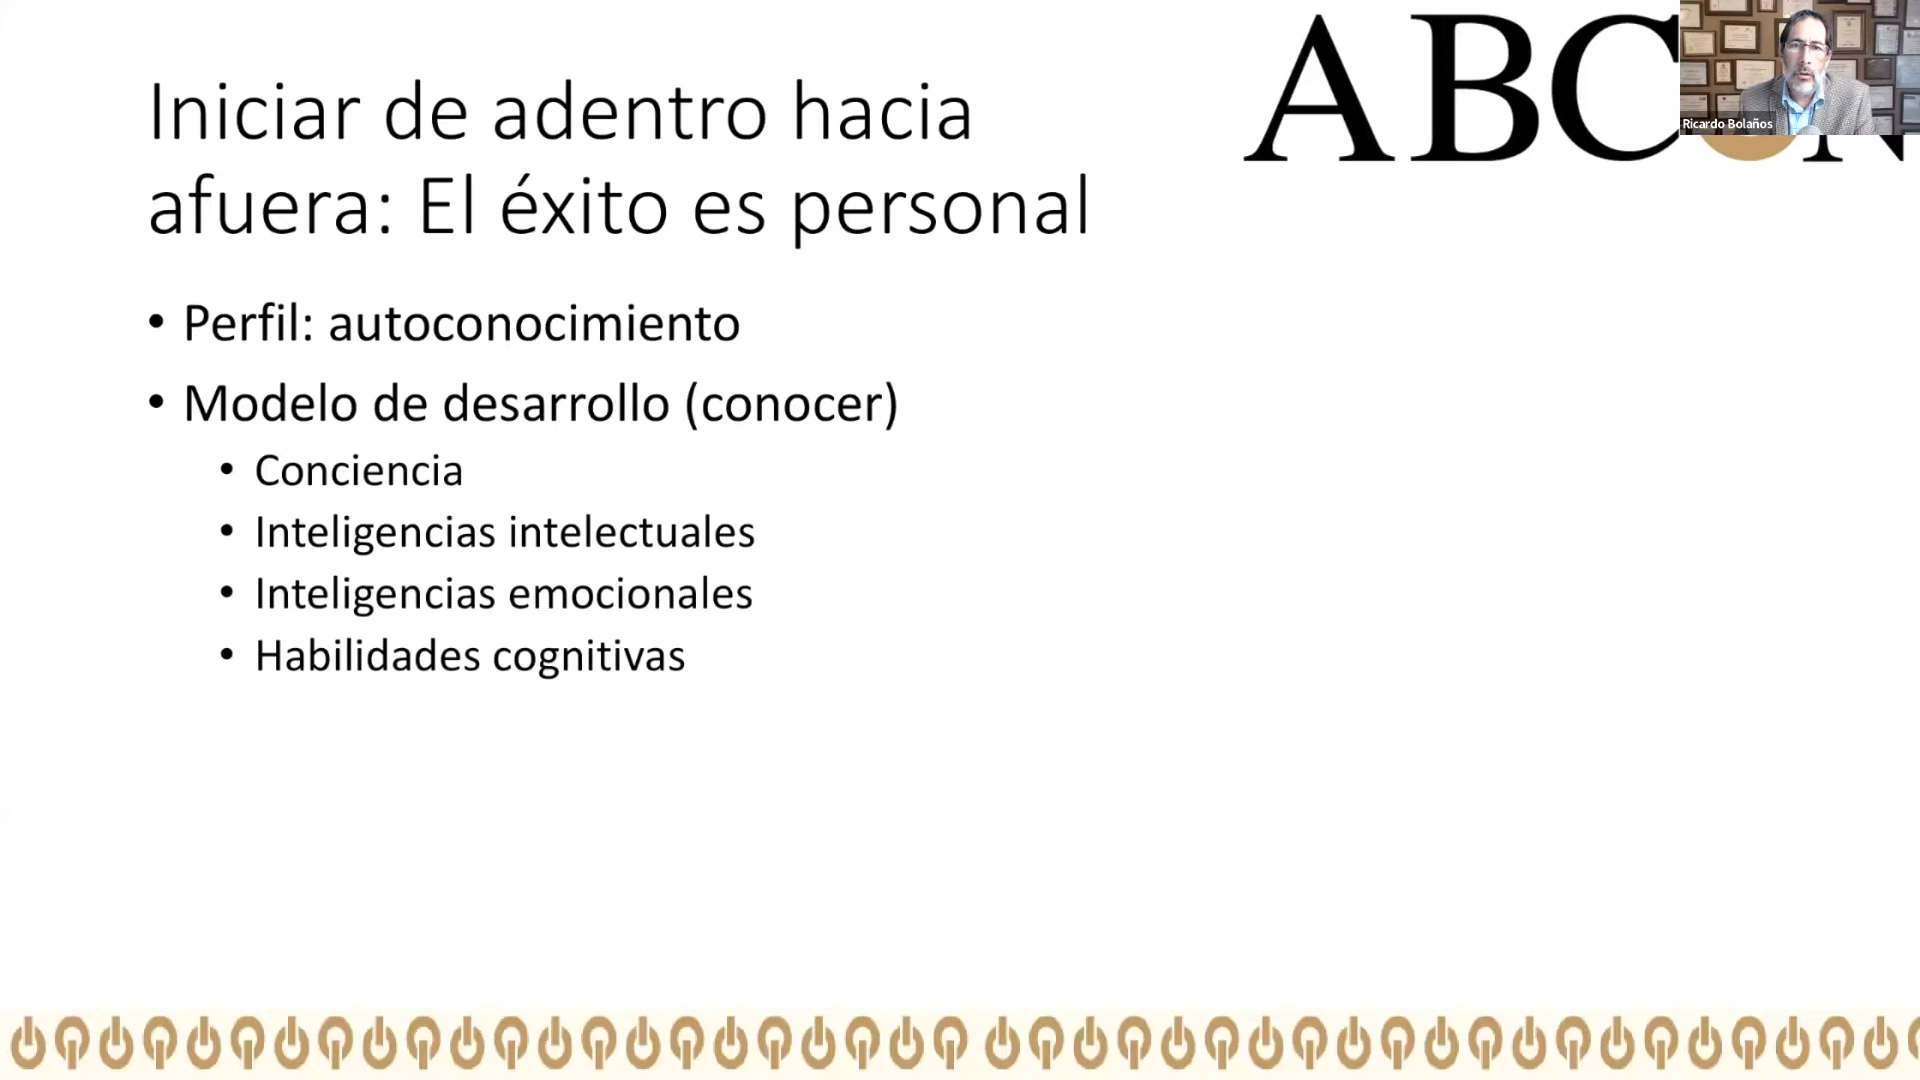 Iniciar de adentro hacia
afuera: El éxito es personal
ABC N
Ricardo Bolaños
• Perfil: autoconocimiento
• Modelo de desarrollo (conocer)
• Conciencia
• Inteligencias intelectuales
• Inteligencias emocionales
• Habilidades cognitivas